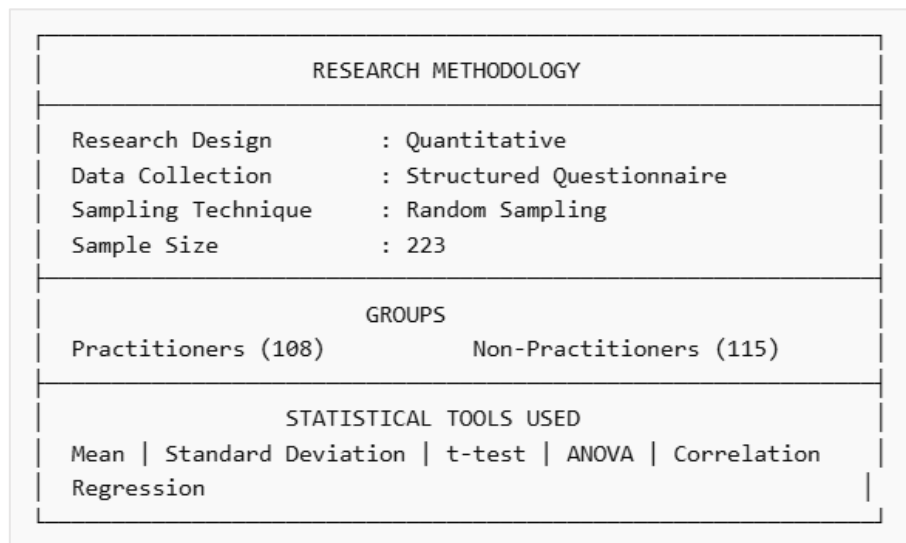 RESEARCH METHODOLOGY
Research Design : Quantitative
Data Collection : Structured Questionnaire
Sampling Technique : Random Sampling
Sample Size : 223
GROUPS
Practitioners (108) Non-Practitioners (115)
STATISTICAL TOOLS USED
Mean | Standard Deviation | t-test | ANOVA | Correlation
Regression